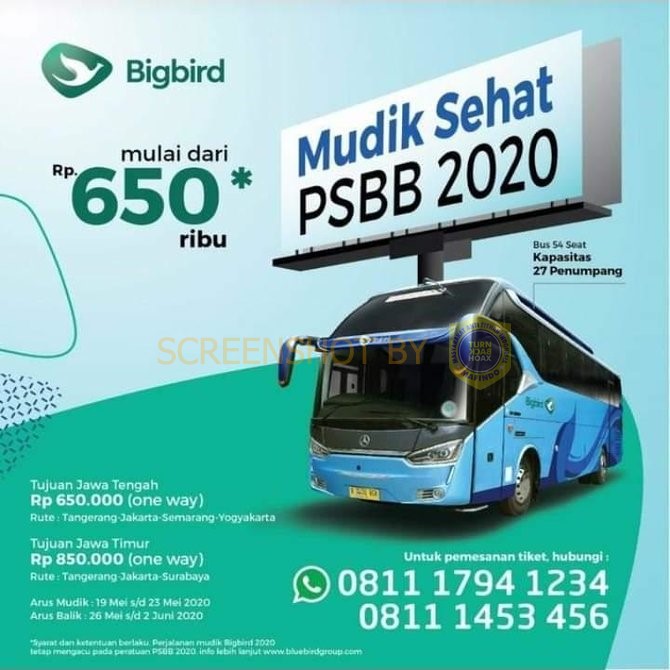 Bigbird
mulai dari
Rp. 650*
ribu
Mudik Sehat
PSBB 2020
Bus 54 Seat
Kapasitas
27 Penumpang
SCREENSHOT BY
TURN
BACK
HOAX
MAFINDO
Bigbird
Tujuan Jawa Tengah
Rp 650.000 (one way)
Rute : Tangerang-Jakarta-Semarang-Yogyakarta
Tujuan Jawa Timur
Rp 850.000 (one way)
Rute : Tangerang-Jakarta-Surabaya
Arus Mudik : 19 Mei s/d 23 Mei 2020
Arus Balik : 26 Mei s/d 2 Juni 2020
Untuk pemesanan tiket, hubungi :
0811 1794 1234
0811 1453 456
*Syarat dan ketentuan berlaku. Perjalanan mudik Bigbird 2020
tetap mengacu pada peratuan PSBB 2020. info lebih lanjut www.bluebirdgroup.com